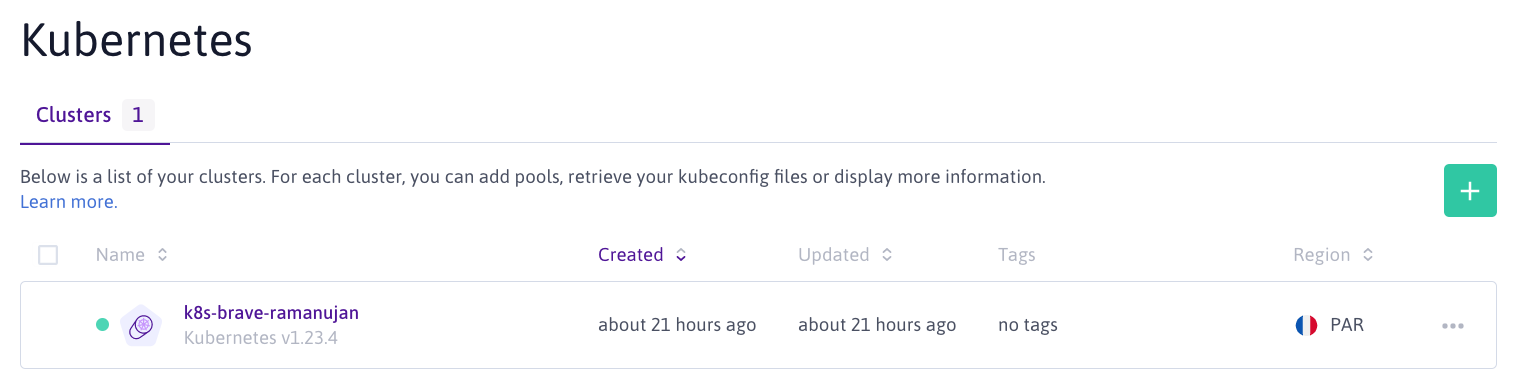 Kubernetes
Clusters 1
Below is a list of your clusters. For each cluster, you can add pools, retrieve your kubeconfig files or display more information.
Learn more.
Name Created Updated Tags Region
k8s-brave-ramanujan
Kubernetes v1.23.4
about 21 hours ago about 21 hours ago no tags PAR